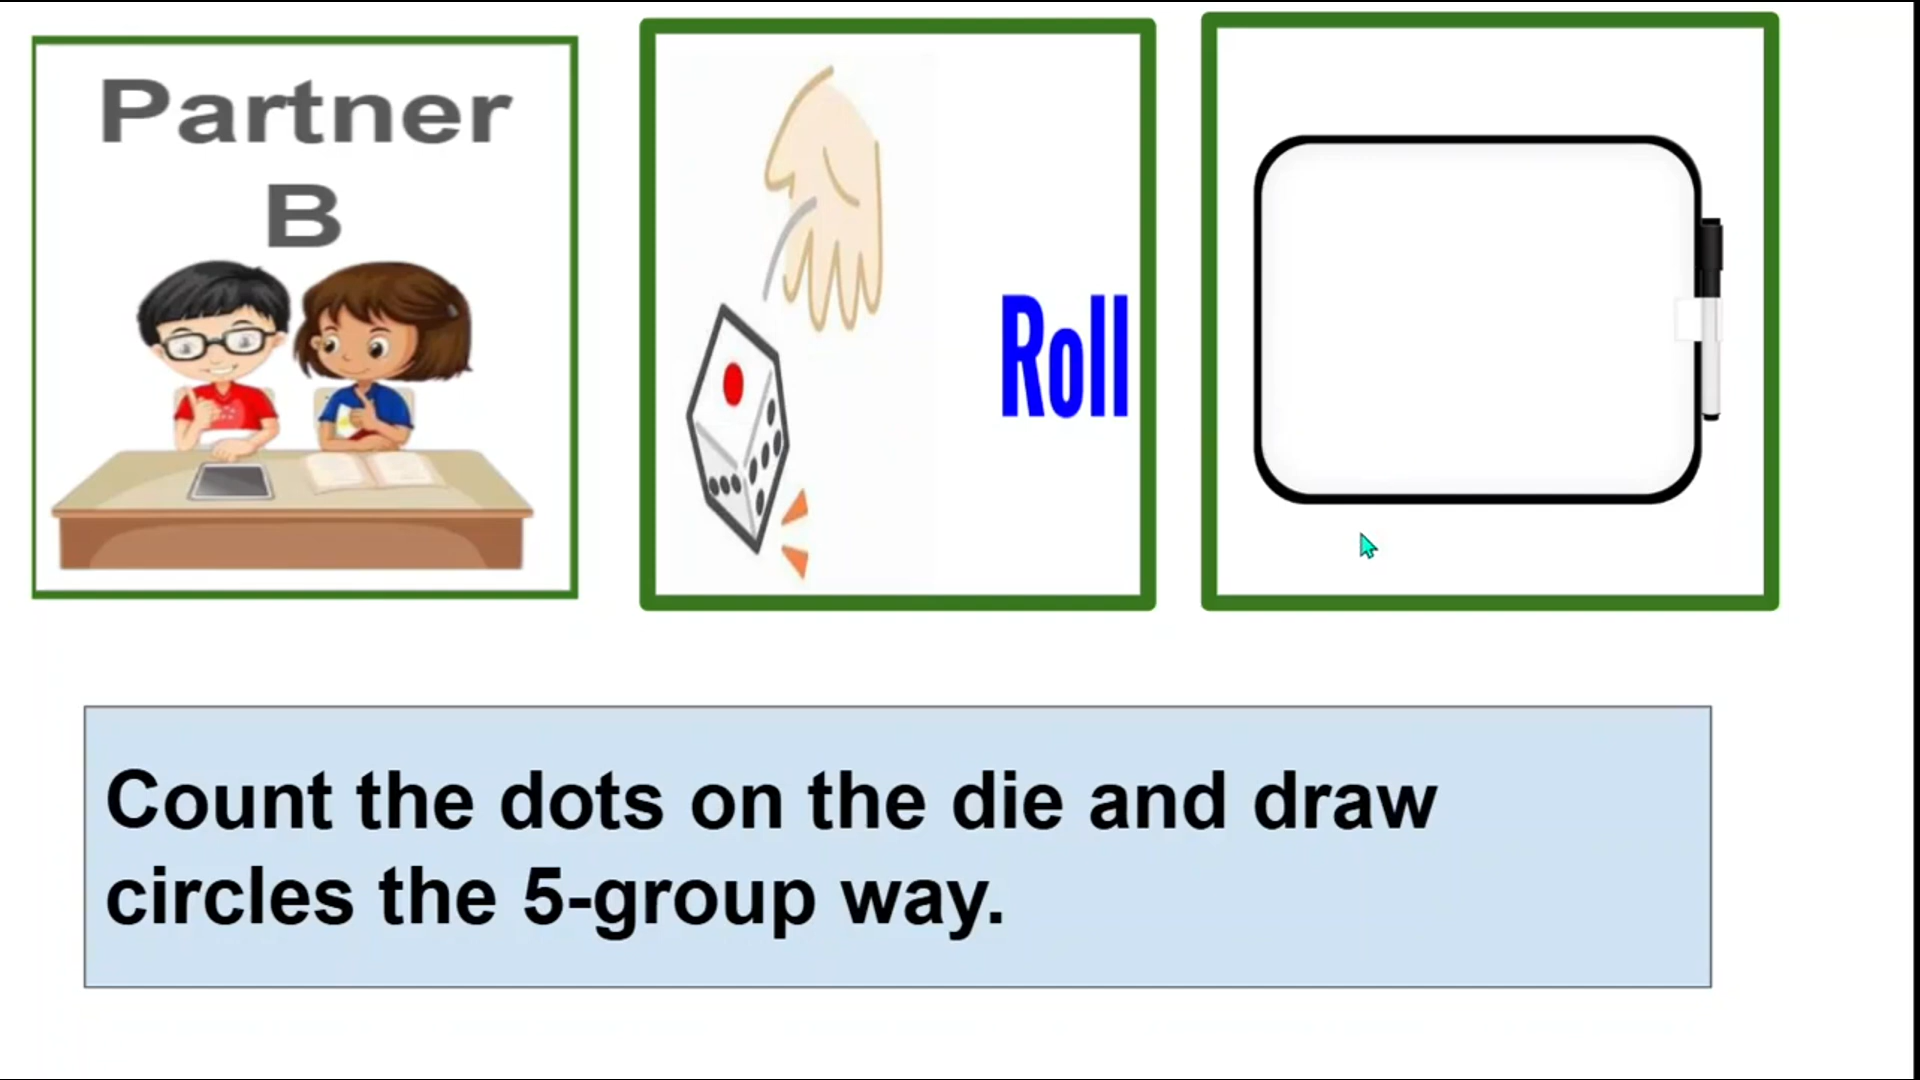 Partner
B
Roll
Count the dots on the die and draw
circles the 5-group way.